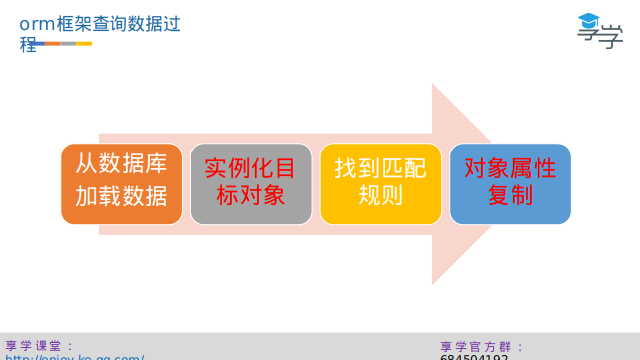 orm框架查询数据过
程
享学
从数据库
加载数据
实例化目
标对象
找到匹配
规则
对象属性
复制
享学课堂：
http://enjoy.ke.qq.com/
享学官方群：
684504192